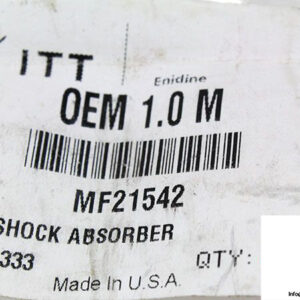 ITT
Enidine
OEM 1.0 M
MF21542
SHOCK ABSORBER
333
QTY:
Made In U.S.A.